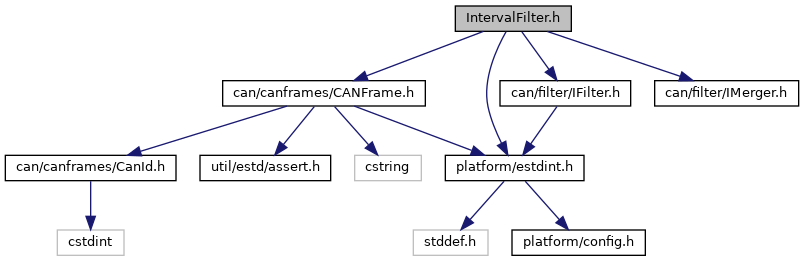 IntervalFilter.h
can/canframes/CANFrame.h
can/filter/IFilter.h
can/filter/IMerger.h
can/canframes/CanId.h
util/estd/assert.h
cstring
platform/estdint.h
cstdint
stddef.h
platform/config.h